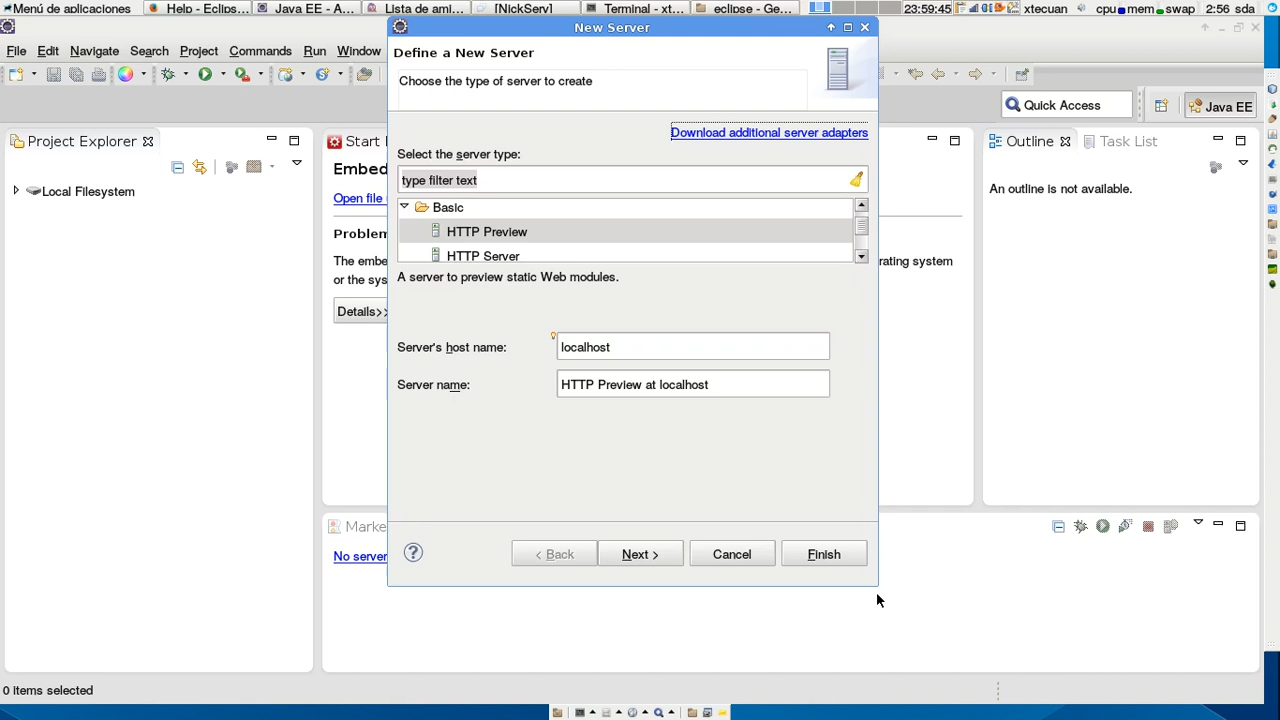 Menú de aplicaciones
Help - Eclips...
Java EE - A...
Lista de ami...
[NickServ]
Terminal - xt...
eclipse - Ge...
23:59:45
xtecuan
cpu
mem
swap
2:56 sda
New Server
File Edit Navigate Search Project Commands Run Window
Define a New Server
Choose the type of server to create
Quick Access
Java EE
Download additional server adapters
Project Explorer
Start
Outline
Task List
Select the server type:
Embed
type filter text
Local Filesystem
Open file
An outline is not available.
Basic
HTTP Preview
Problem
HTTP Server
The embe
rating system
or the sys
A server to preview static Web modules.
Details>>
Server's host name:
localhost
Server name:
HTTP Preview at localhost
Marke
No server
? < Back Next > Cancel Finish
0 items selected